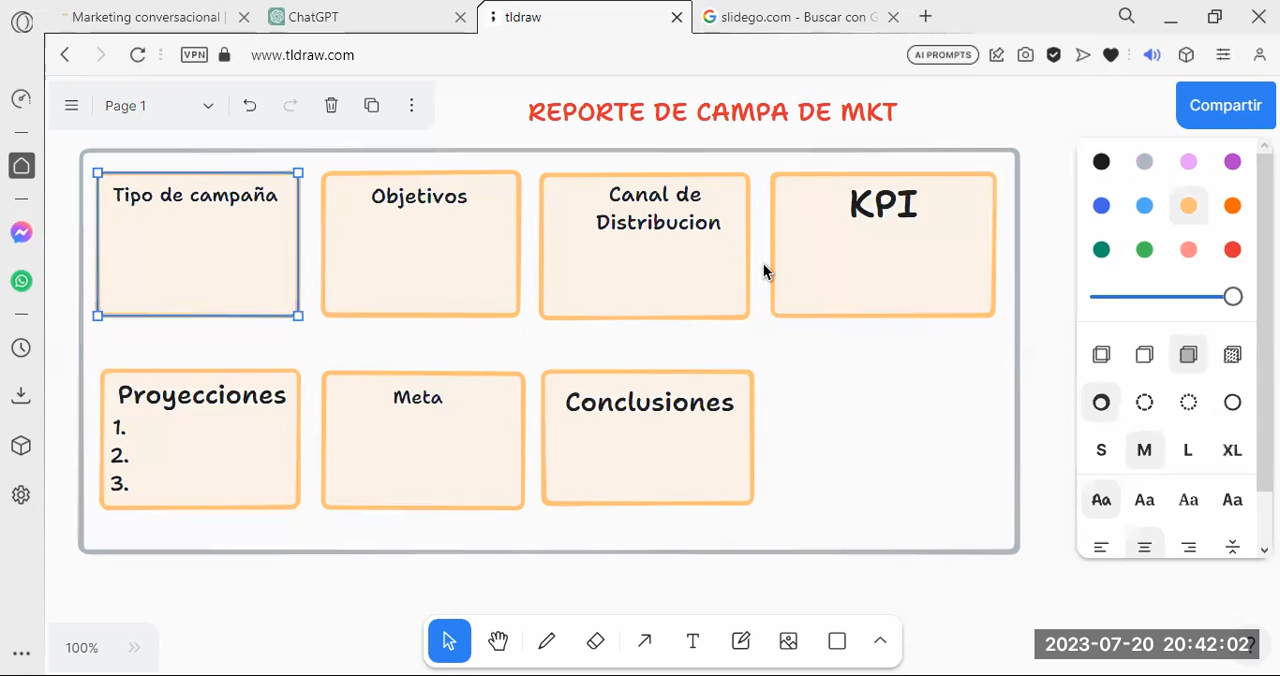 Marketing conversacional |
ChatGPT
tldraw
slidego.com - Buscar con G
VPN
www.tldraw.com
AI PROMPTS
Page 1
REPORTE DE CAMPA DE MKT
Compartir
Tipo de campaña
Objetivos
Canal de
Distribucion
KPI
Proyecciones
1.
2.
3.
Meta
Conclusiones
S M L XL
Aa Aa Aa Aa
100%
T
2023-07-20 20:42:02
?